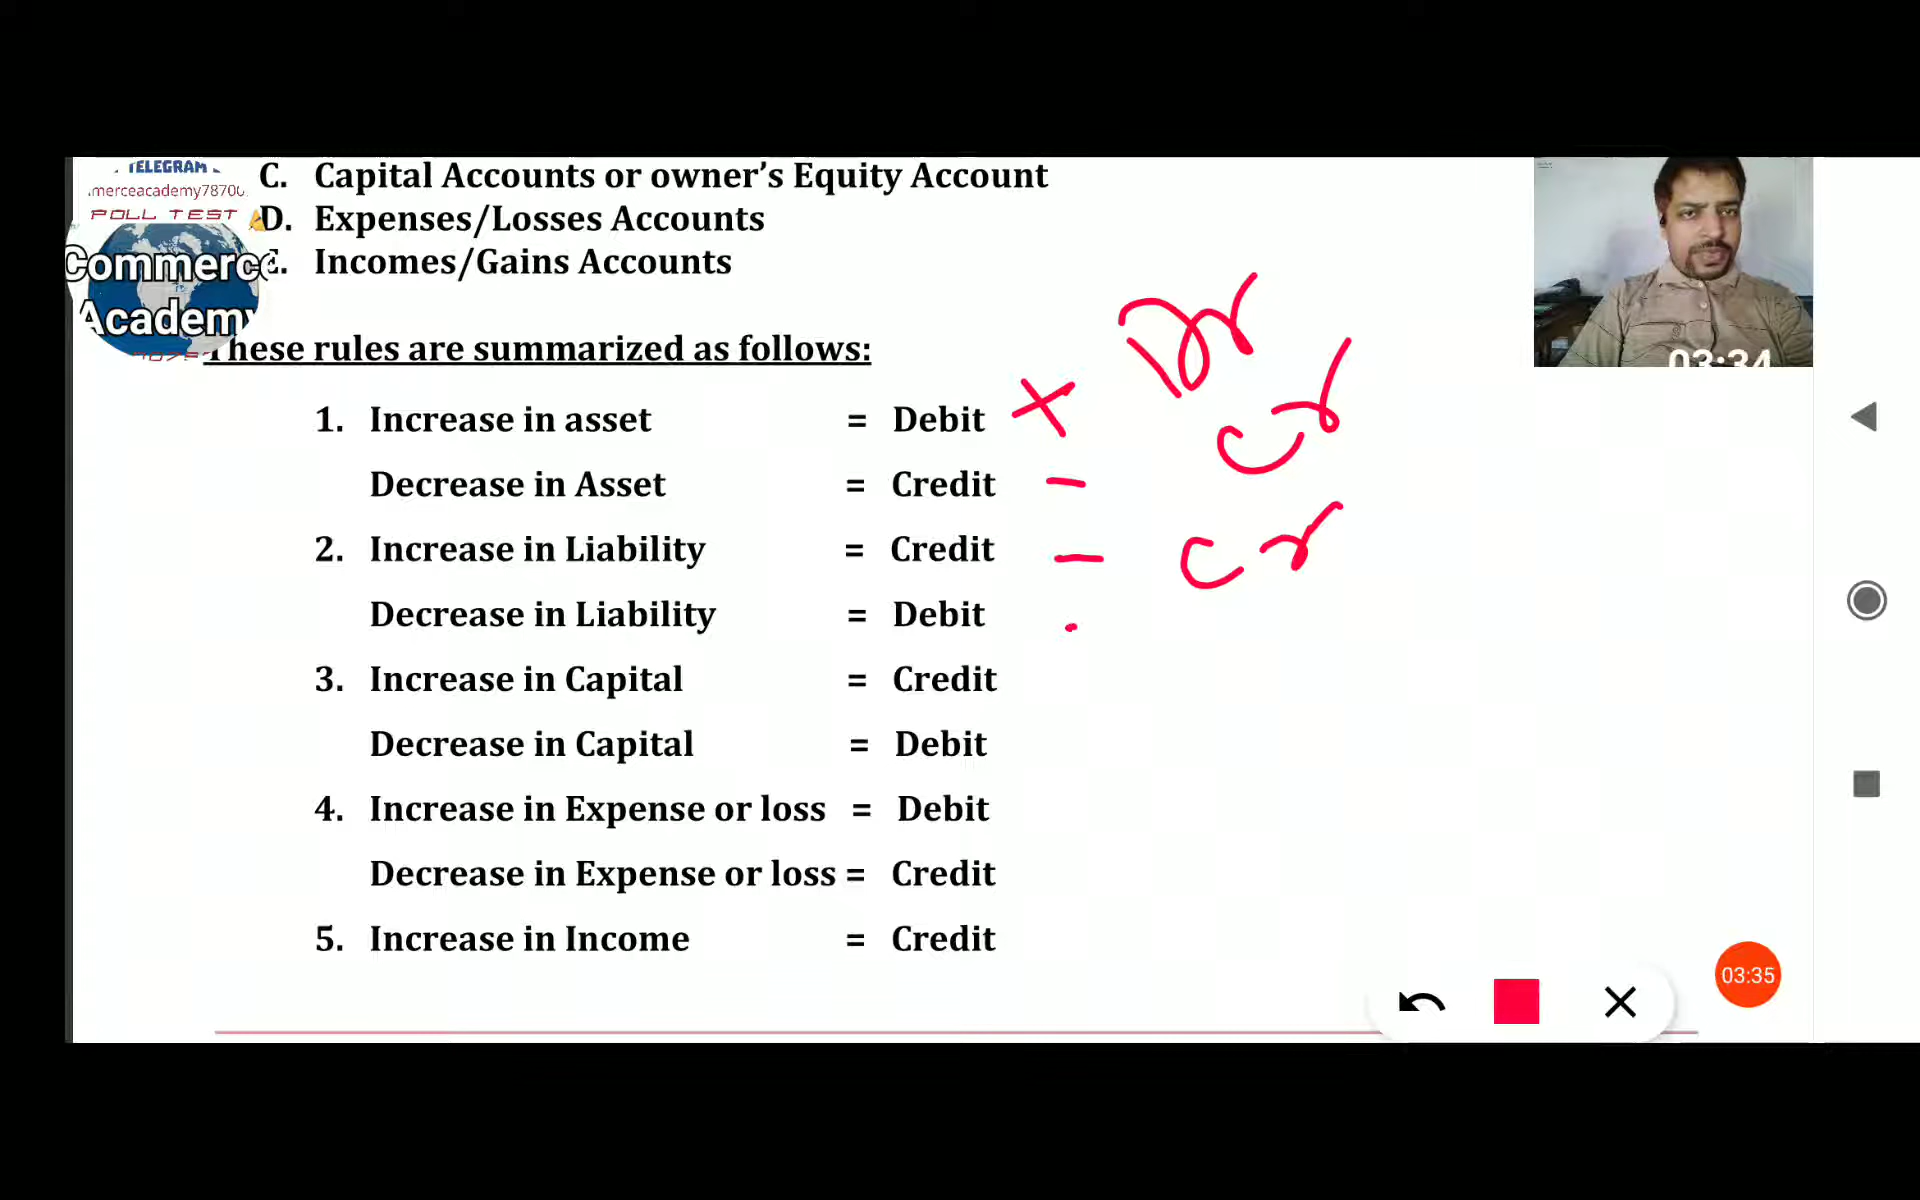 TELEGRAM
merceacademy7870
POLL TEST
Commerce
Academy
C. Capital Accounts or owner’s Equity Account
D. Expenses/Losses Accounts
Incomes/Gains Accounts
These rules are summarized as follows:
Dr
1. Increase in asset = Debit +
Cr
Decrease in Asset = Credit –
2. Increase in Liability = Credit – Cr
Decrease in Liability = Debit
3. Increase in Capital = Credit
Decrease in Capital = Debit
4. Increase in Expense or loss = Debit
Decrease in Expense or loss = Credit
5. Increase in Income = Credit
03:34
03:35